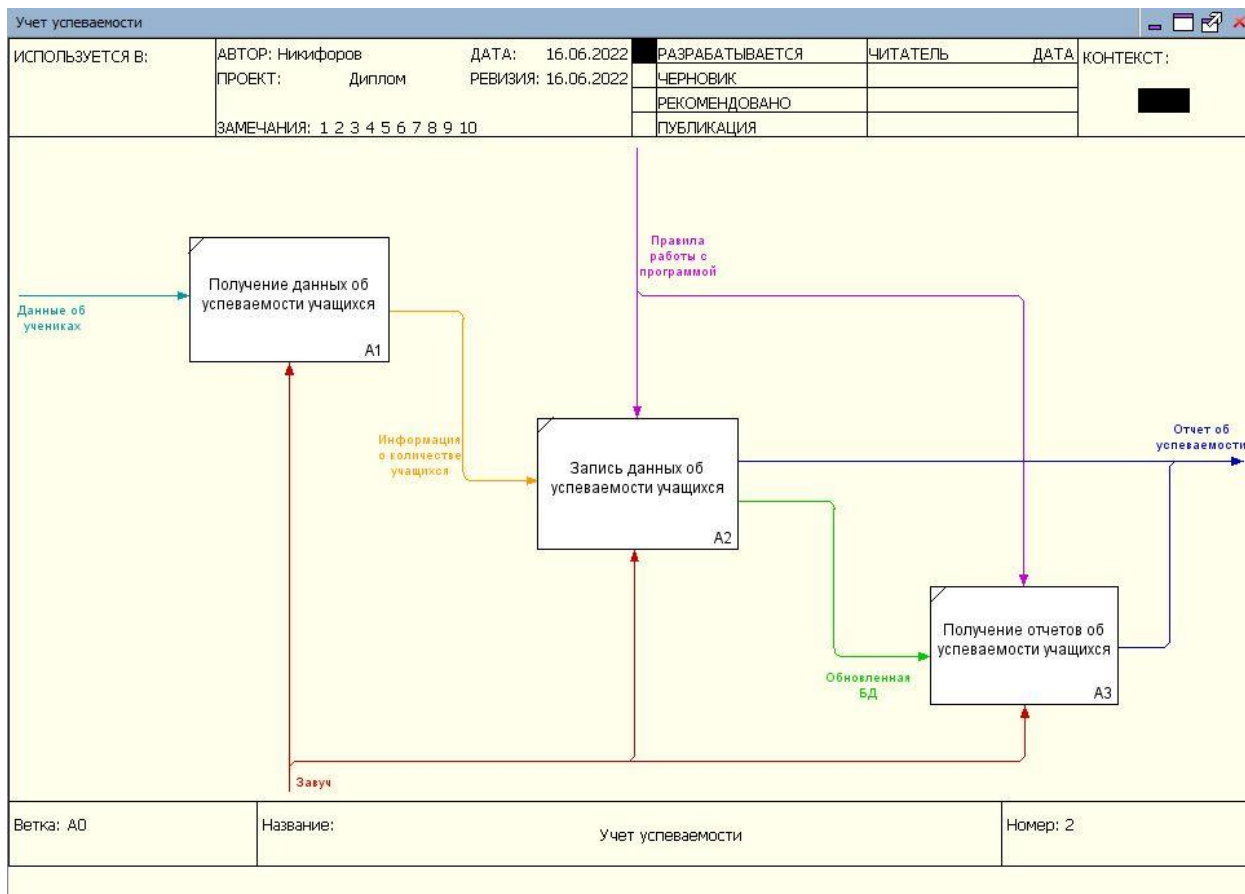 Учет успеваемости
ИСПОЛЬЗУЕТСЯ В:
АВТОР: Никифоров
ДАТА: 16.06.2022
ПРОЕКТ: Диплом
РЕВИЗИЯ: 16.06.2022
ЗАМЕЧАНИЯ: 1 2 3 4 5 6 7 8 9 10
РАЗРАБАТЫВАЕТСЯ
ЧЕРНОВИК
РЕКОМЕНДОВАНО
ПУБЛИКАЦИЯ
ЧИТАТЕЛЬ
ДАТА
КОНТЕКСТ:
Правила
работы с
программой
Получение данных об
успеваемости учащихся
A1
Данные об
учениках
Информация
о количестве
учащихся
Запись данных об
успеваемости учащихся
A2
Отчет об
успеваемости
Получение отчетов об
успеваемости учащихся
A3
Обновленная
БД
Завуч
Ветка: A0
Название:
Учет успеваемости
Номер: 2